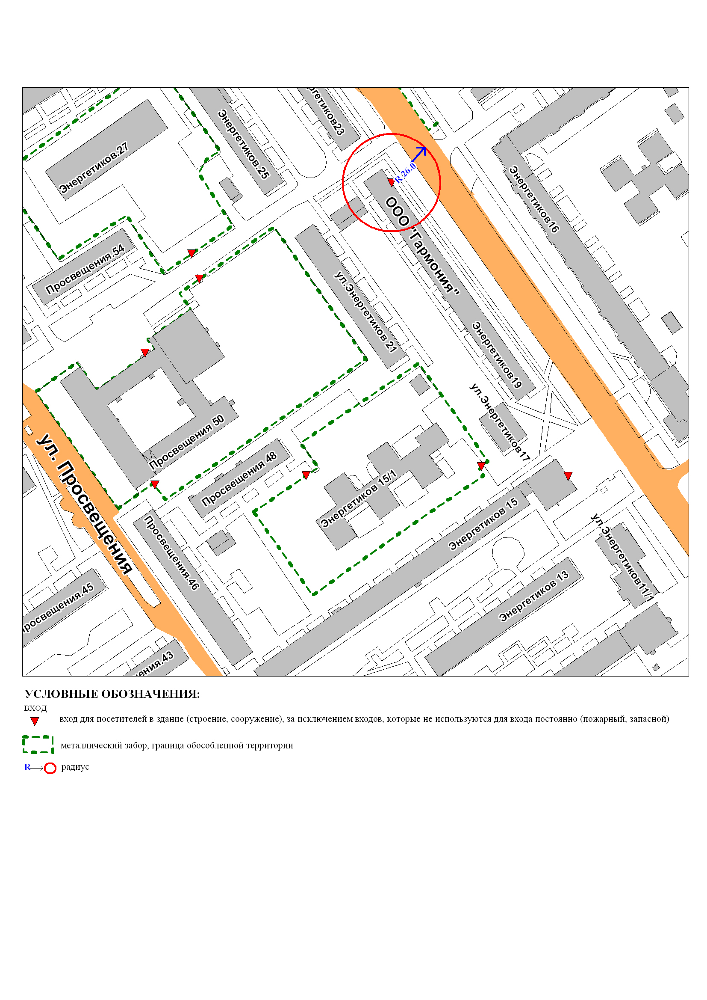 Энергетиков23
Энергетиков.25
Энергетиков.27
R 26.0
Энергетиков16
ООО "Гармония"
Просвещения.54
ул.Энергетиков 21
Энергетиков19
ул.Энергетиков17
Просвещения 50
ул. Просвещения
Просвещения 48
Энергетиков 15/1
Энергетиков 15
Просвещения.46
ул.Энергетиков11/1
Энергетиков 13
Просвещения.45
ения.43
УСЛОВНЫЕ ОБОЗНАЧЕНИЯ:
ВХОД
вход для посетителей в здание (строение, сооружение), за исключением входов, которые не используются для входа постоянно (пожарный, запасной)
металлический забор, граница обособленной территории
R радиус